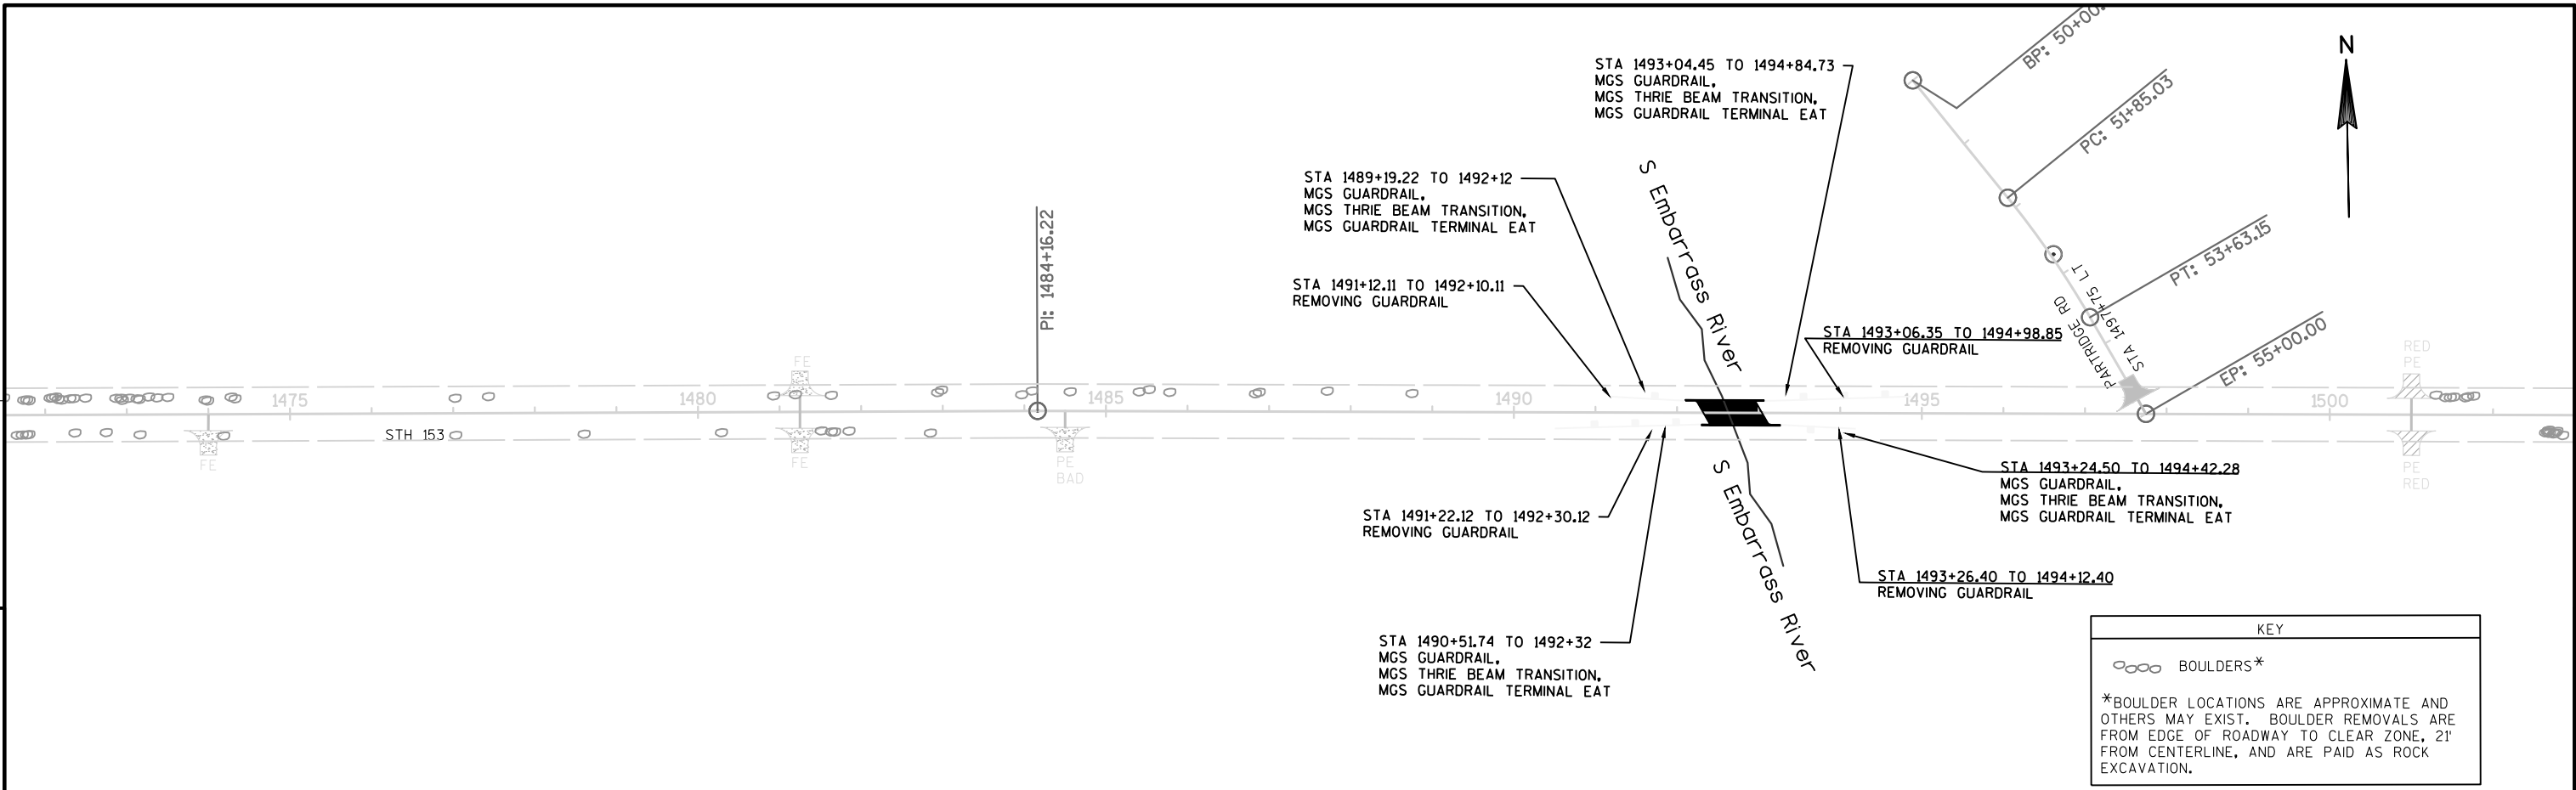 BP: 50+00.
N
STA 1493+04.45 TO 1494+84.73
MGS GUARDRAIL,
MGS THRIE BEAM TRANSITION,
MGS GUARDRAIL TERMINAL EAT
PC: 51+85.03
STA 1489+19.22 TO 1492+12
MGS GUARDRAIL,
MGS THRIE BEAM TRANSITION,
MGS GUARDRAIL TERMINAL EAT
S Embarrass River
PI: 1484+16.22
PT: 53+63.15
STA 1491+12.11 TO 1492+10.11
REMOVING GUARDRAIL
STA 1493+06.35 TO 1494+98.85
REMOVING GUARDRAIL
PARTRIDGE RD
STA 1497+75 LT
EP: 55+00.00
FE
RED
PE
1475
1480
1485
1490
1495
1500
STH 153
FE
FE
PE
BAD
PE
RED
S Embarrass River
STA 1493+24.50 TO 1494+42.28
MGS GUARDRAIL,
MGS THRIE BEAM TRANSITION,
MGS GUARDRAIL TERMINAL EAT
STA 1491+22.12 TO 1492+30.12
REMOVING GUARDRAIL
STA 1493+26.40 TO 1494+12.40
REMOVING GUARDRAIL
STA 1490+51.74 TO 1492+32
MGS GUARDRAIL,
MGS THRIE BEAM TRANSITION,
MGS GUARDRAIL TERMINAL EAT
KEY
BOULDERS*
*BOULDER LOCATIONS ARE APPROXIMATE AND
OTHERS MAY EXIST. BOULDER REMOVALS ARE
FROM EDGE OF ROADWAY TO CLEAR ZONE, 21'
FROM CENTERLINE, AND ARE PAID AS ROCK
EXCAVATION.